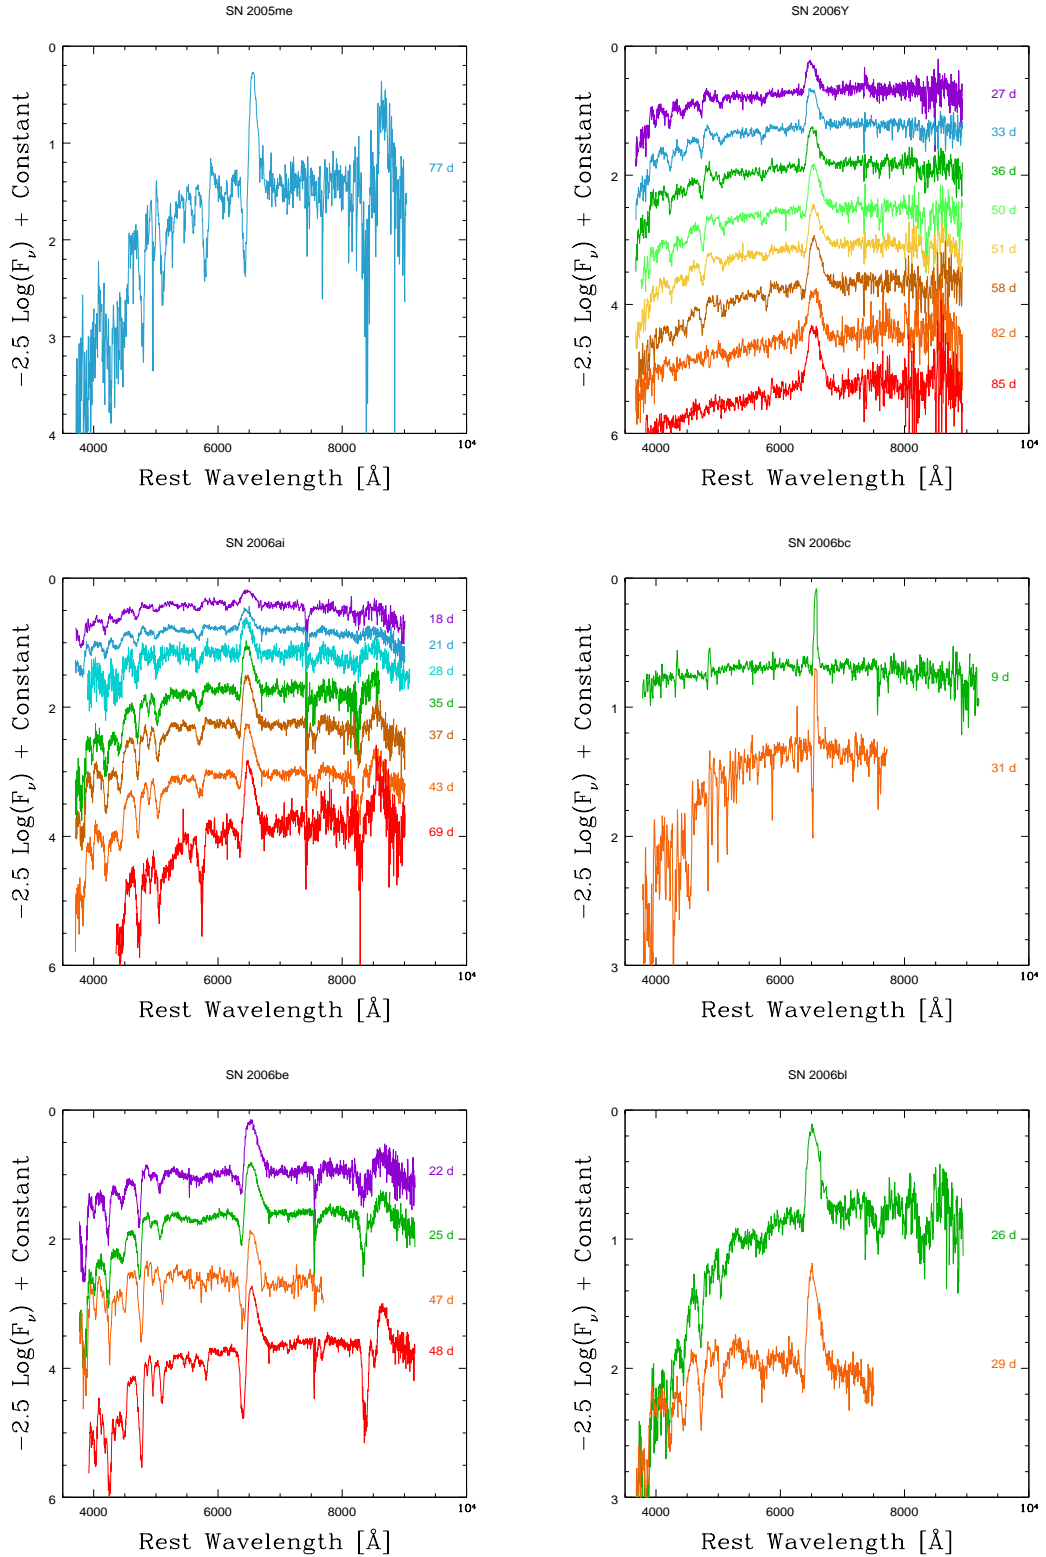 SN 2005me
0
1
2
3
4
77 d
4000 6000 8000 10⁴
Rest Wavelength [Å]
−2.5 Log(Fν) + Constant
SN 2006Y
0
2
4
6
27 d
33 d
36 d
50 d
51 d
58 d
82 d
85 d
4000 6000 8000 10⁴
Rest Wavelength [Å]
−2.5 Log(Fν) + Constant
SN 2006ai
0
2
4
6
18 d
21 d
28 d
35 d
37 d
43 d
69 d
4000 6000 8000 10⁴
Rest Wavelength [Å]
−2.5 Log(Fν) + Constant
SN 2006bc
0
1
2
3
9 d
31 d
4000 6000 8000 10⁴
Rest Wavelength [Å]
−2.5 Log(Fν) + Constant
SN 2006be
0
2
4
6
22 d
25 d
47 d
48 d
4000 6000 8000 10⁴
Rest Wavelength [Å]
−2.5 Log(Fν) + Constant
SN 2006bl
0
1
2
3
26 d
29 d
4000 6000 8000 10⁴
Rest Wavelength [Å]
−2.5 Log(Fν) + Constant